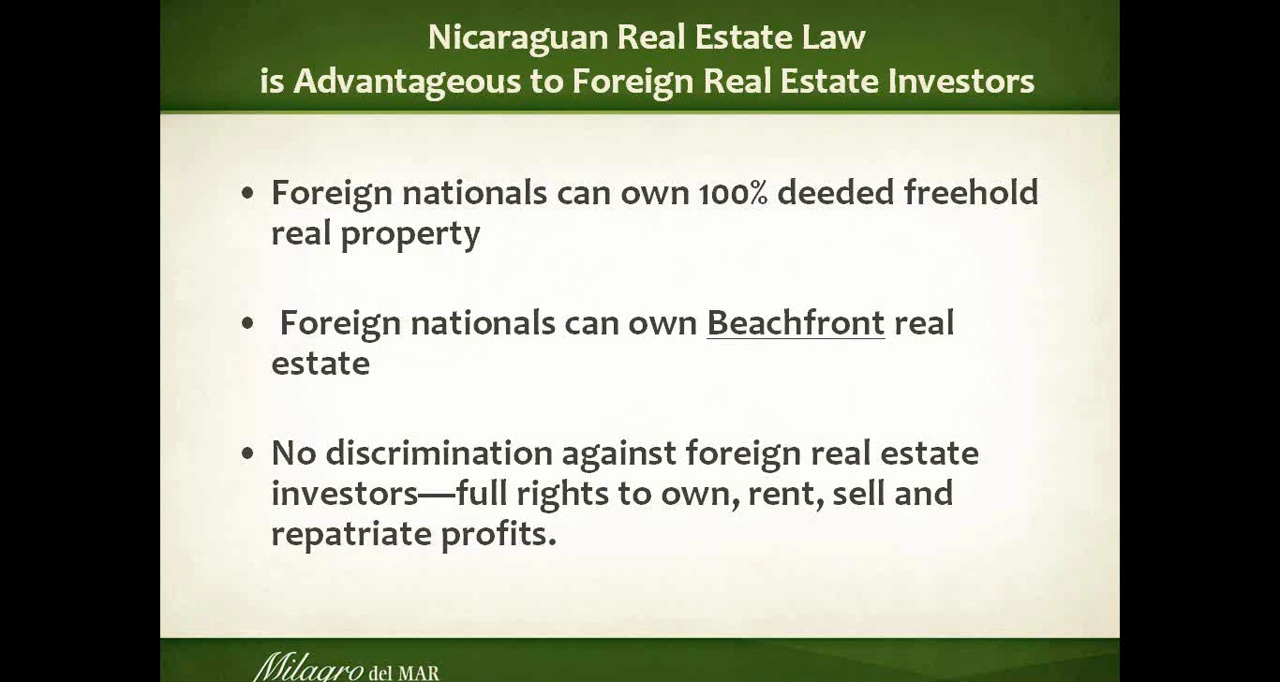 Nicaraguan Real Estate Law
is Advantageous to Foreign Real Estate Investors
• Foreign nationals can own 100% deeded freehold
real property
• Foreign nationals can own Beachfront real
estate
• No discrimination against foreign real estate
investors—full rights to own, rent, sell and
repatriate profits.
Milagro del MAR